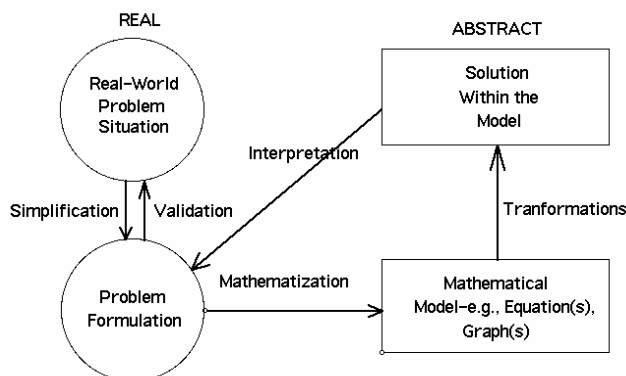 REAL
ABSTRACT
Real-World
Problem
Situation
Solution
Within the
Model
Interpretation
Simplification
Validation
Tranformations
Mathematization
Problem
Formulation
Mathematical
Model-e.g., Equation(s),
Graph(s)